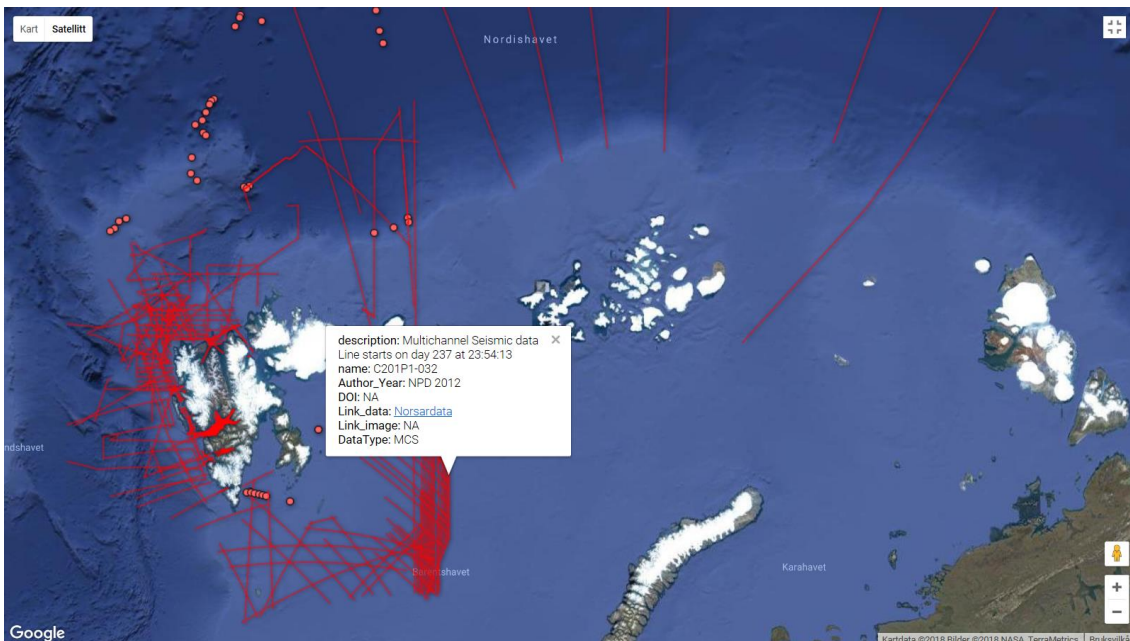 Kart Satellitt
Nordishavet
description: Multichannel Seismic data
Line starts on day 237 at 23:54:13
name: C201P1-032
Author_Year: NPD 2012
DOI: NA
Link_data: Norsardata
Link_image: NA
DataType: MCS
ndshavet
Barentshavet
Karahavet
Google
Kartdata ©2018 Bilder ©2018 NASA, TerraMetrics Bruksvilkå